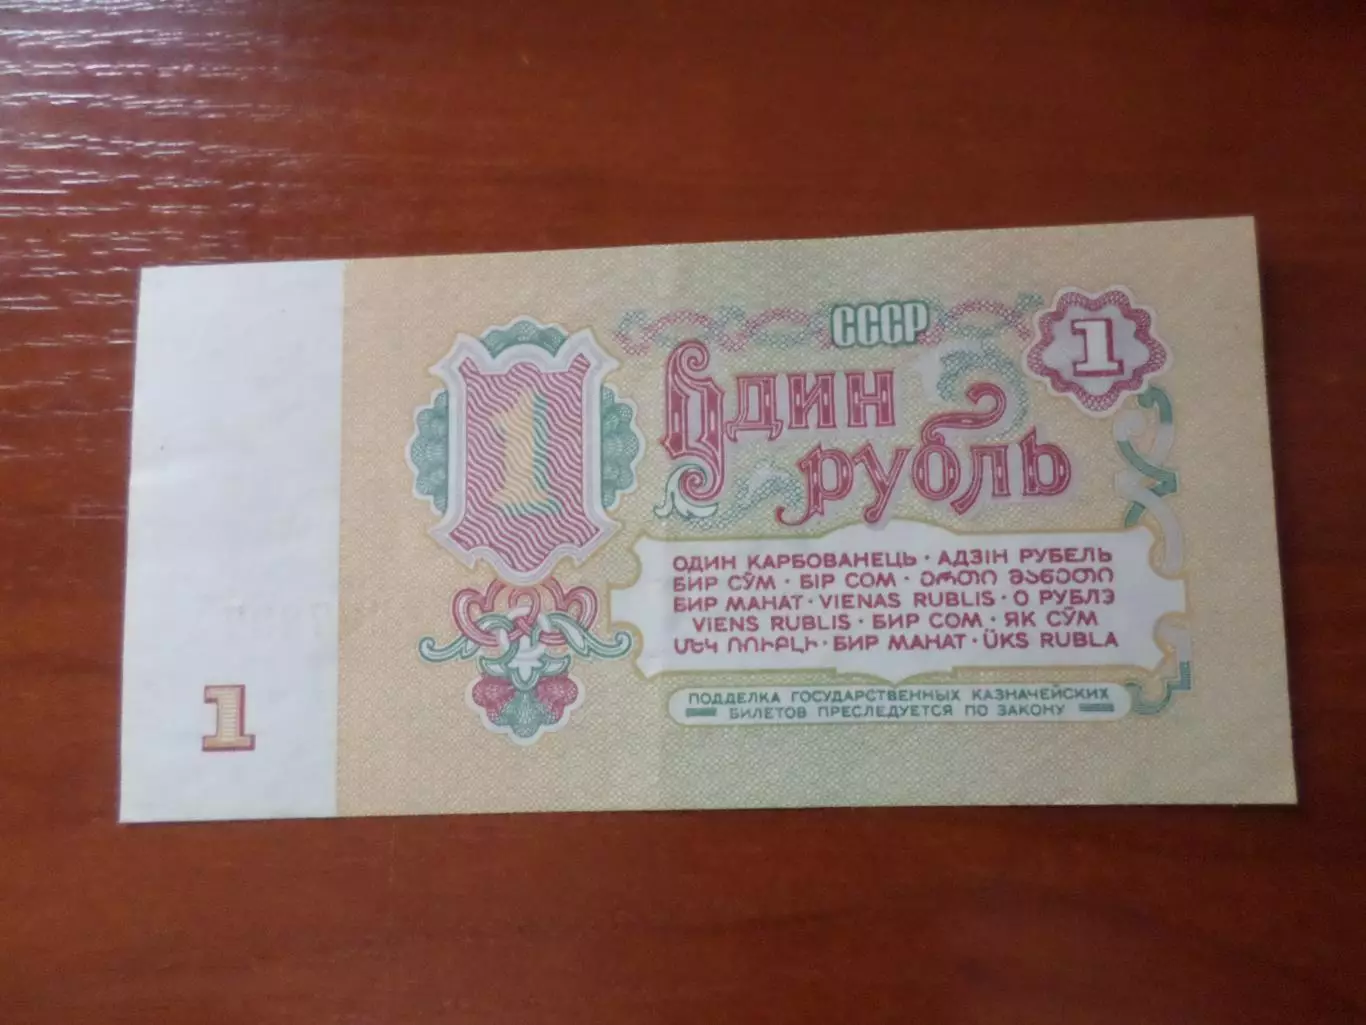 СССР
1
Один
рубль
1
ОДИН КАРБОВАНЕЦЬ · АДЗІН РУБЕЛЬ
БИР СЎМ · БІР СОМ · ᲔᲠᲗᲘ ᲛᲐᲜᲔᲗᲘ
БИР МАНАТ · VIENAS RUBLIS · О РУБЛЭ
VIENS RUBLIS · БИР СОМ · ЯК СӮМ
ՄԵԿ ՌՈՒԲԼԻ · БИР МАНАТ · ÜKS RUBLA
ПОДДЕЛКА ГОСУДАРСТВЕННЫХ КАЗНАЧЕЙСКИХ
БИЛЕТОВ ПРЕСЛЕДУЕТСЯ ПО ЗАКОНУ
1